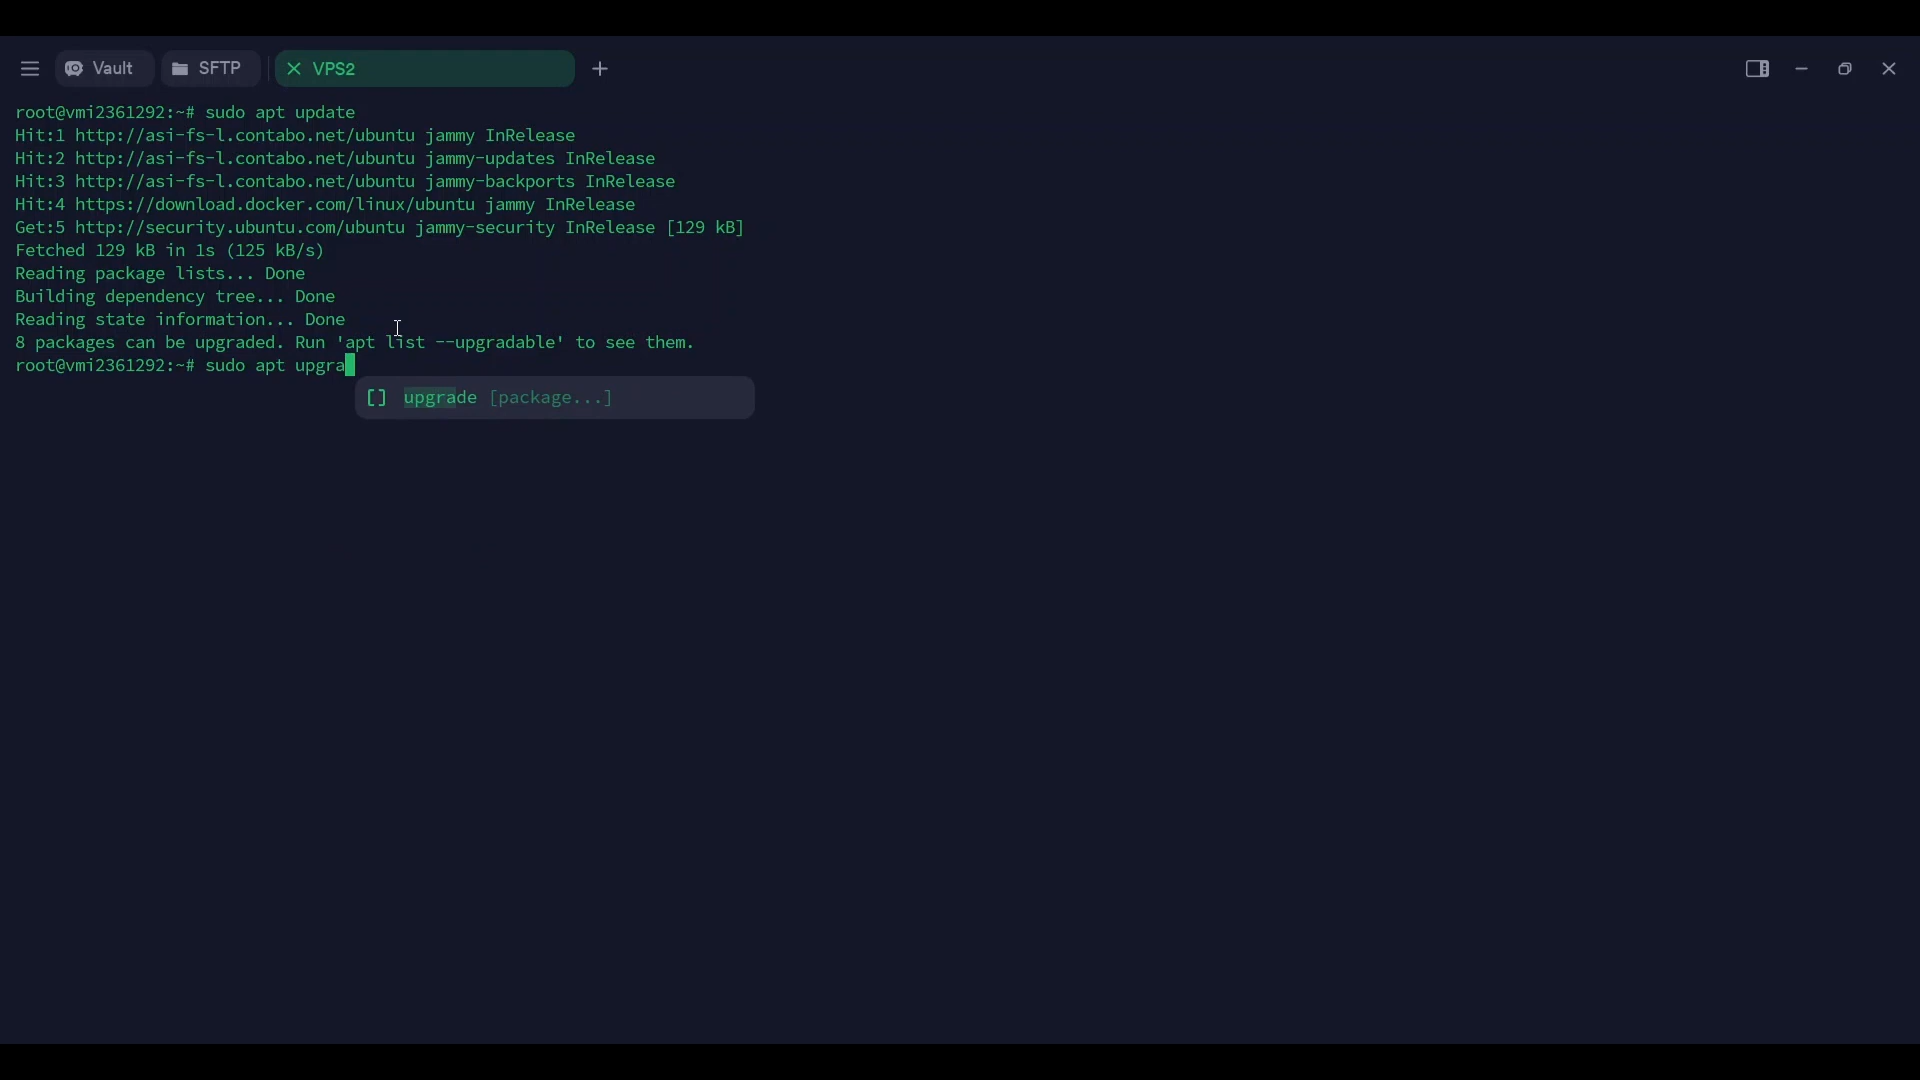 Vault SFTP VPS2
root@vmi2361292:~# sudo apt update
Hit:1 http://asi-fs-l.contabo.net/ubuntu jammy InRelease
Hit:2 http://asi-fs-l.contabo.net/ubuntu jammy-updates InRelease
Hit:3 http://asi-fs-l.contabo.net/ubuntu jammy-backports InRelease
Hit:4 https://download.docker.com/linux/ubuntu jammy InRelease
Get:5 http://security.ubuntu.com/ubuntu jammy-security InRelease [129 kB]
Fetched 129 kB in 1s (125 kB/s)
Reading package lists... Done
Building dependency tree... Done
Reading state information... Done
8 packages can be upgraded. Run 'apt list --upgradable' to see them.
root@vmi2361292:~# sudo apt upgra
[] upgrade [package...]